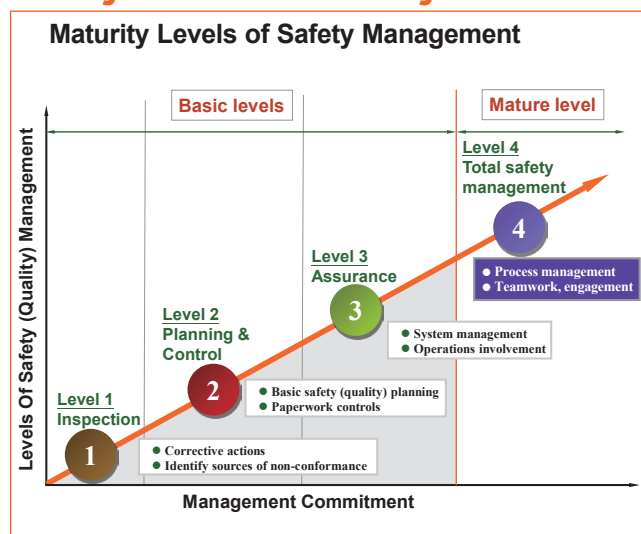 Maturity Levels of Safety Management
Basic levels
Mature level
Levels Of Safety (Quality) Management
Level 4
Total safety
management
4
● Process management
● Teamwork, engagement
Level 3
Assurance
3
● System management
● Operations involvement
Level 2
Planning &
Control
2
● Basic safety (quality) planning
● Paperwork controls
Level 1
Inspection
1
● Corrective actions
● Identify sources of non-conformance
Management Commitment